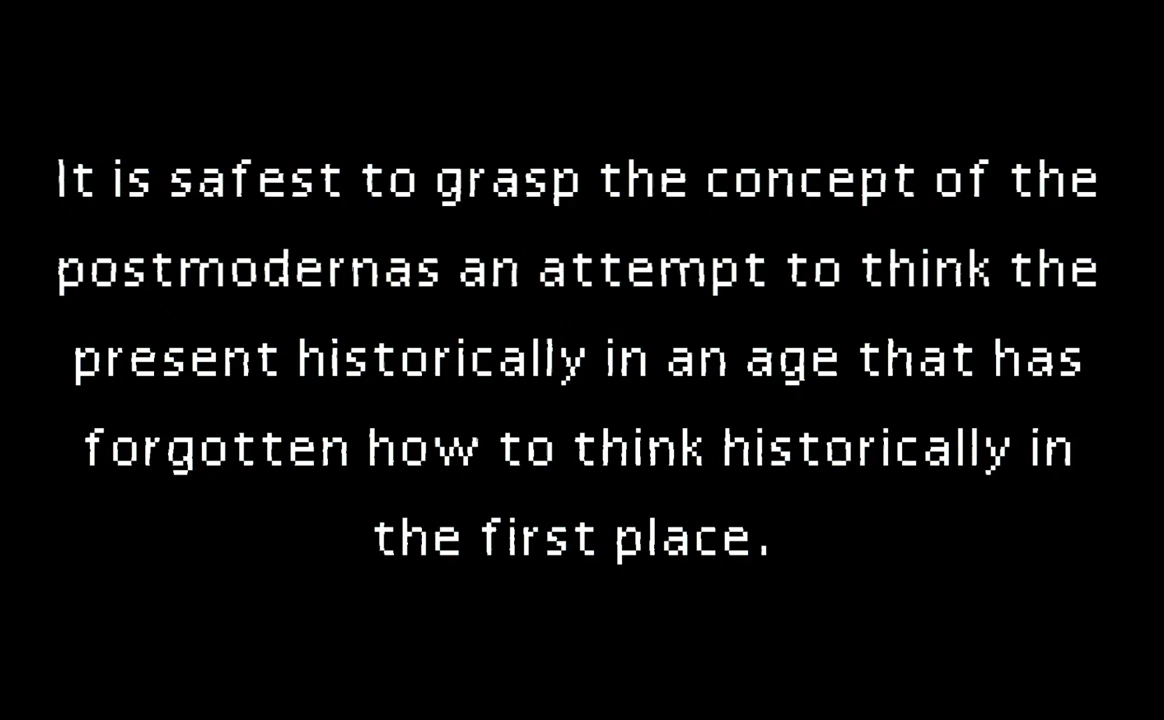 It is safest to grasp the concept of the
postmodernas an attempt to think the
present historically in an age that has
forgotten how to think historically in
the first place.